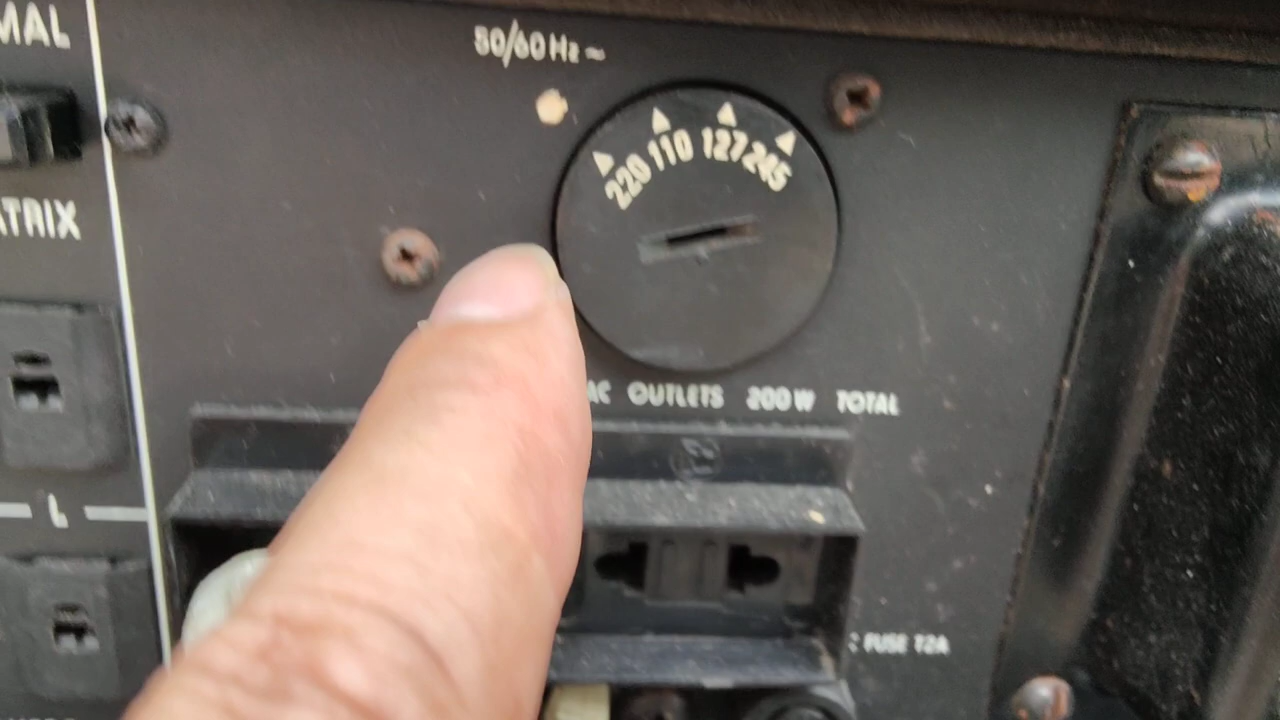 MAL
50/60 Hz ~
220 110 127 245
ATRIX
AC OUTLETS 200W TOTAL
L
FUSE T2A